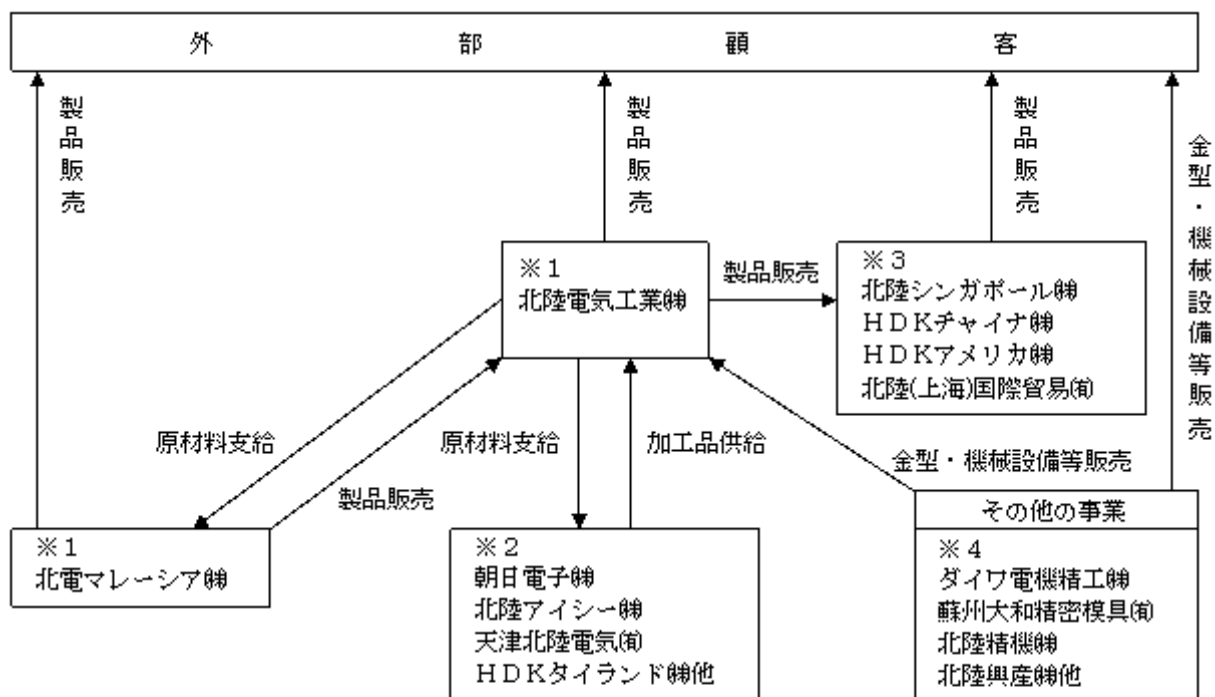 外部顧客
製品販売
製品販売
製品販売
金型・機械設備等販売
※1
北陸電気工業㈱
製品販売
※3
北陸シンガポール㈱
HDKチャイナ㈱
HDKアメリカ㈱
北陸(上海)国際貿易㈲
原材料支給
製品販売
原材料支給
加工品供給
金型・機械設備等販売
※1
北電マレーシア㈱
※2
朝日電子㈱
北陸アイシー㈱
天津北陸電気㈲
HDKタイランド㈱他
その他の事業
※4
ダイワ電機精工㈱
蘇州大和精密模具㈲
北陸精機㈱
北陸興産㈱他